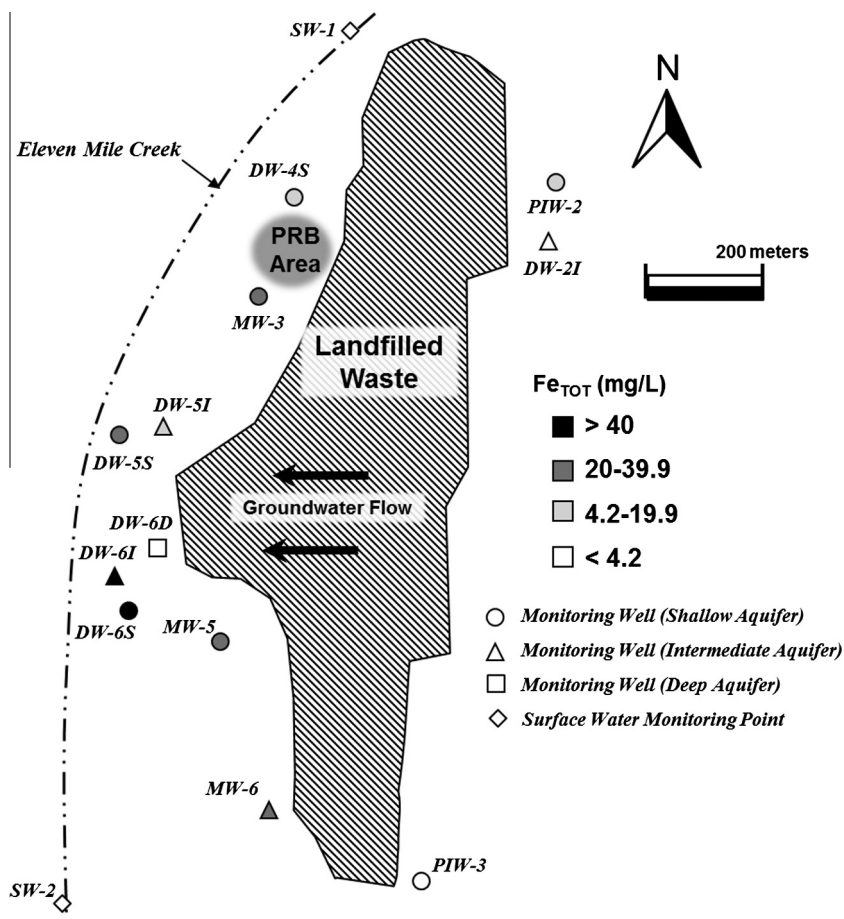 SW-1
N
Eleven Mile Creek
DW-4S
PIW-2
PRB
Area
DW-2I
200 meters
MW-3
Landfilled
Waste
Fe_TOT (mg/L)
> 40
20-39.9
4.2-19.9
< 4.2
DW-5I
DW-5S
Groundwater Flow
DW-6D
DW-6I
DW-6S
MW-5
Monitoring Well (Shallow Aquifer)
Monitoring Well (Intermediate Aquifer)
Monitoring Well (Deep Aquifer)
Surface Water Monitoring Point
MW-6
PIW-3
SW-2